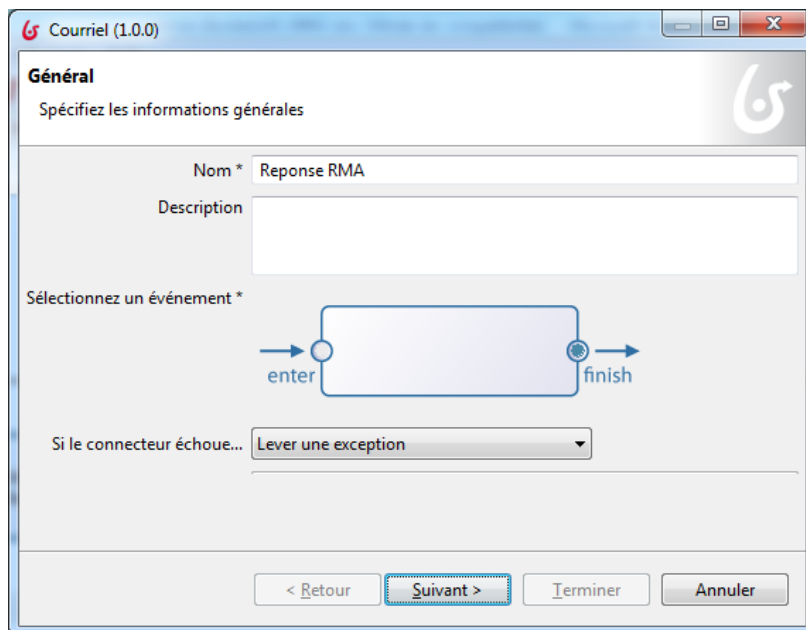 Courriel (1.0.0)
Général
Spécifiez les informations générales
Nom * Reponse RMA
Description
Sélectionnez un événement *
enter finish
Si le connecteur échoue... Lever une exception
< Retour Suivant > Terminer Annuler